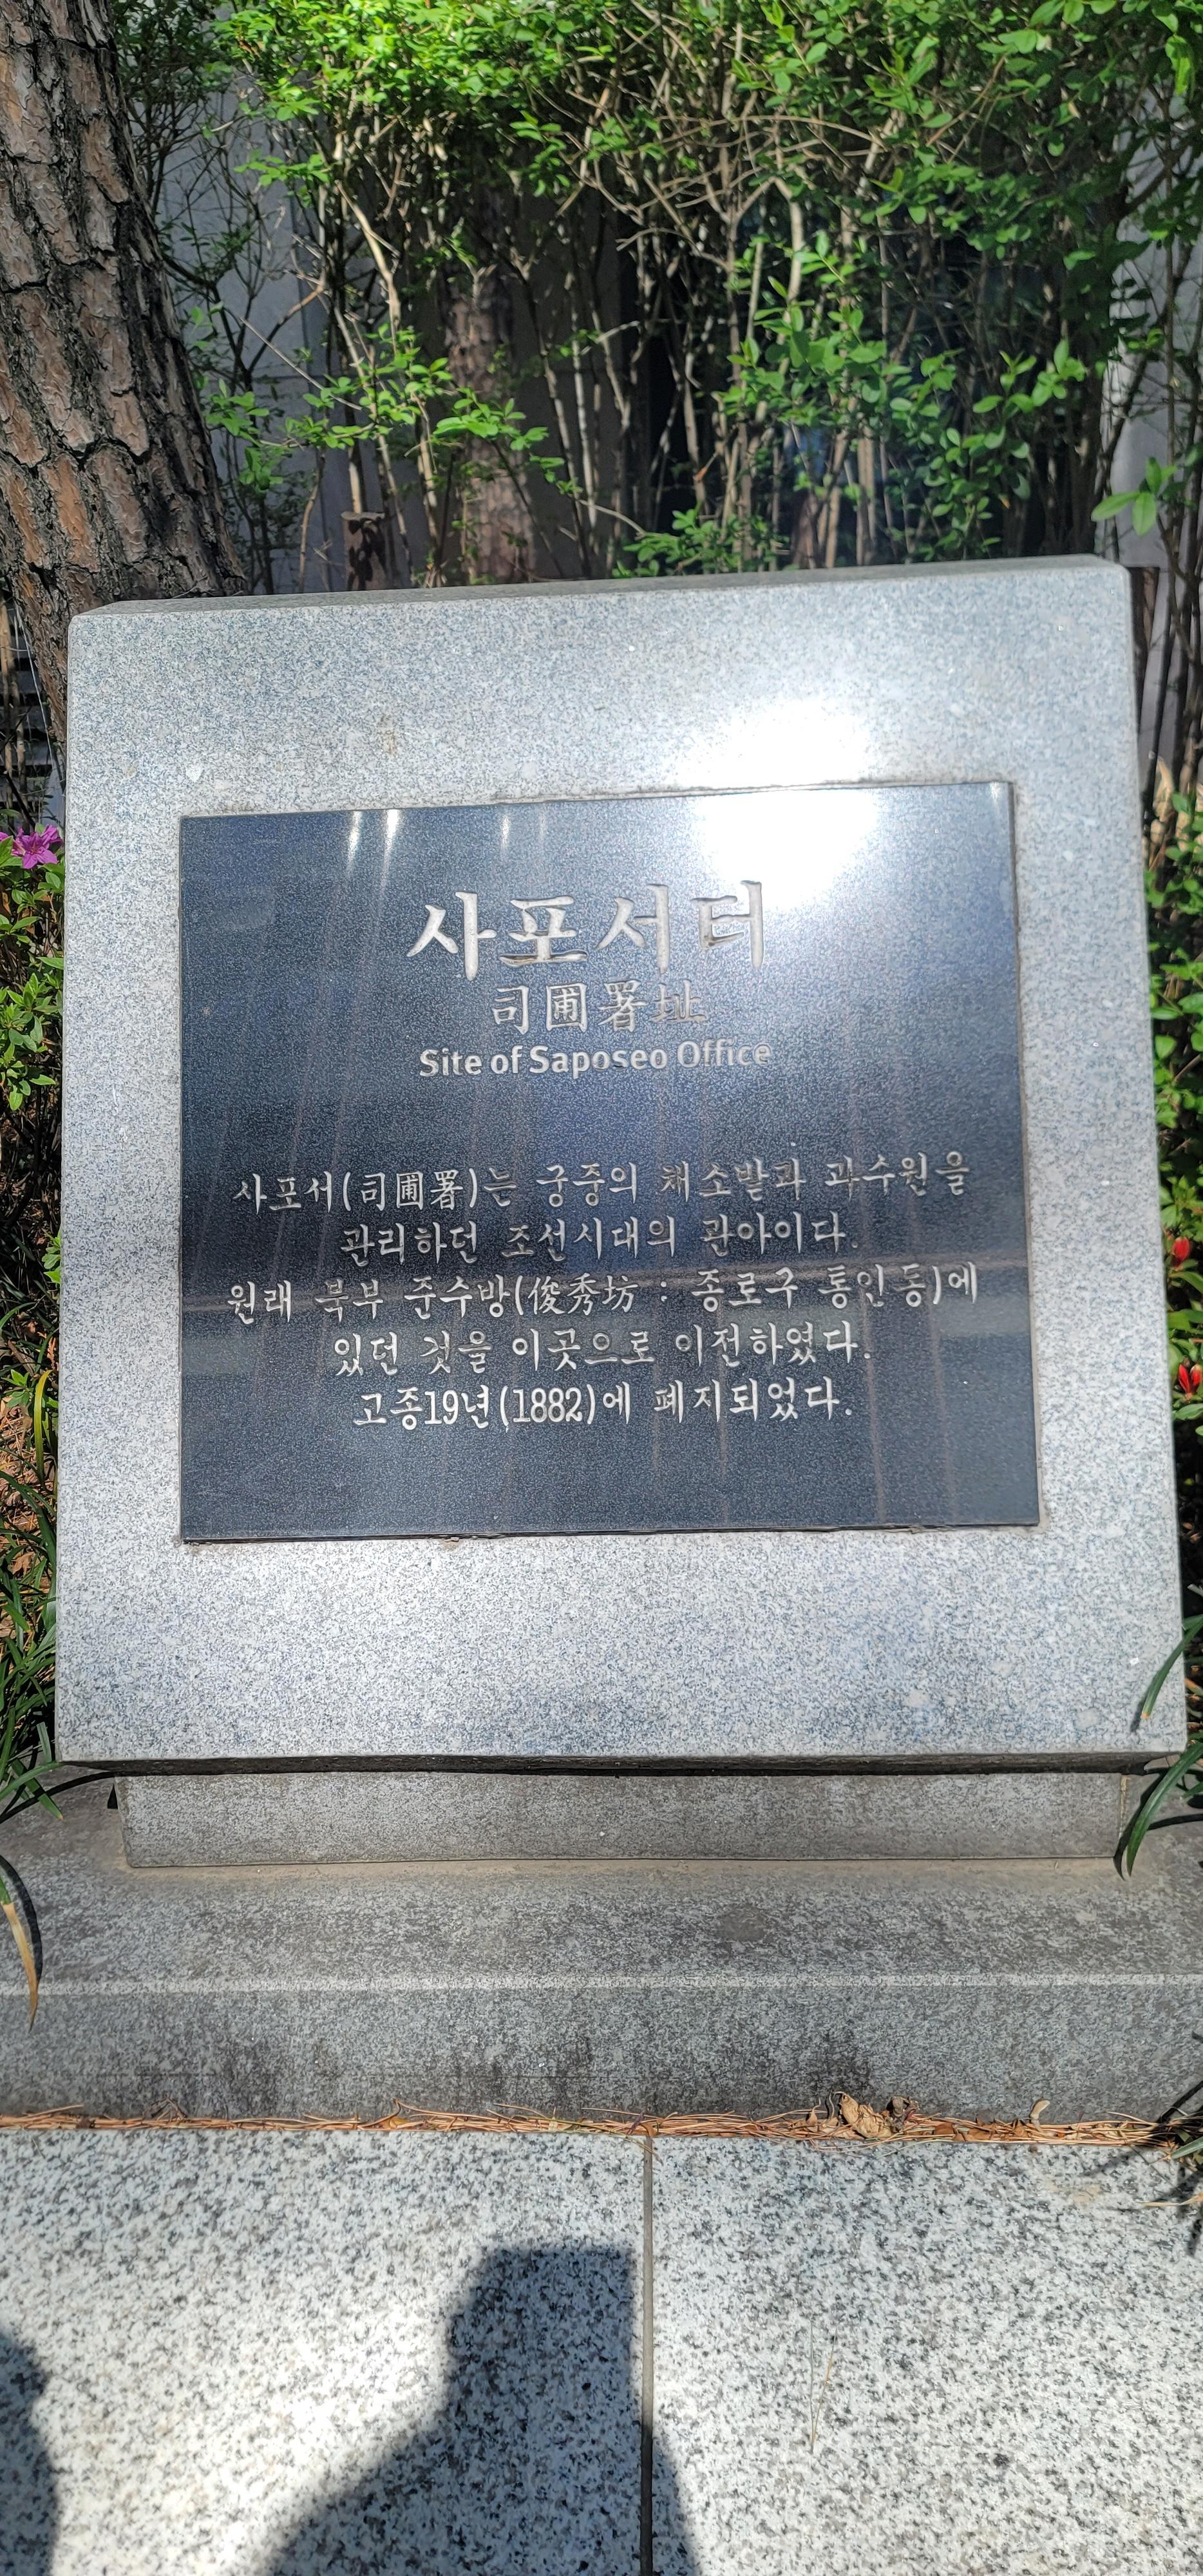 사포서터
司圃署址
Site of Saposeo Office
사포서(司圃署)는 궁중의 채소밭과 과수원을
관리하던 조선시대의 관아이다.
원래 북부 준수방(俊秀坊 : 종로구 통인동)에
있던 것을 이곳으로 이전하였다.
고종19년(1882)에 폐지되었다.